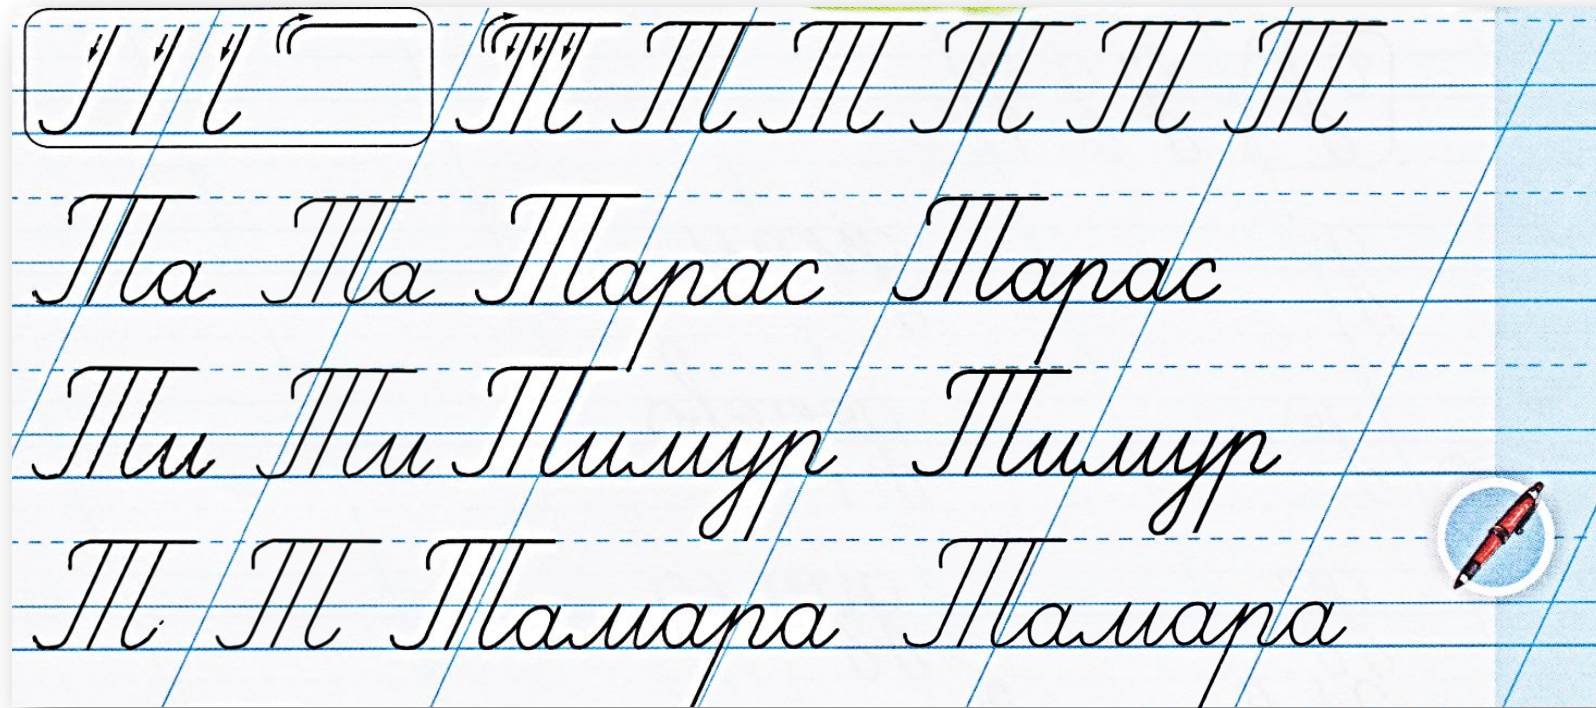 Т Т Т Т Т Т
Та Та Тарас Тарас
Ти Ти Тимур Тимур
Т Т Тамара Тамара